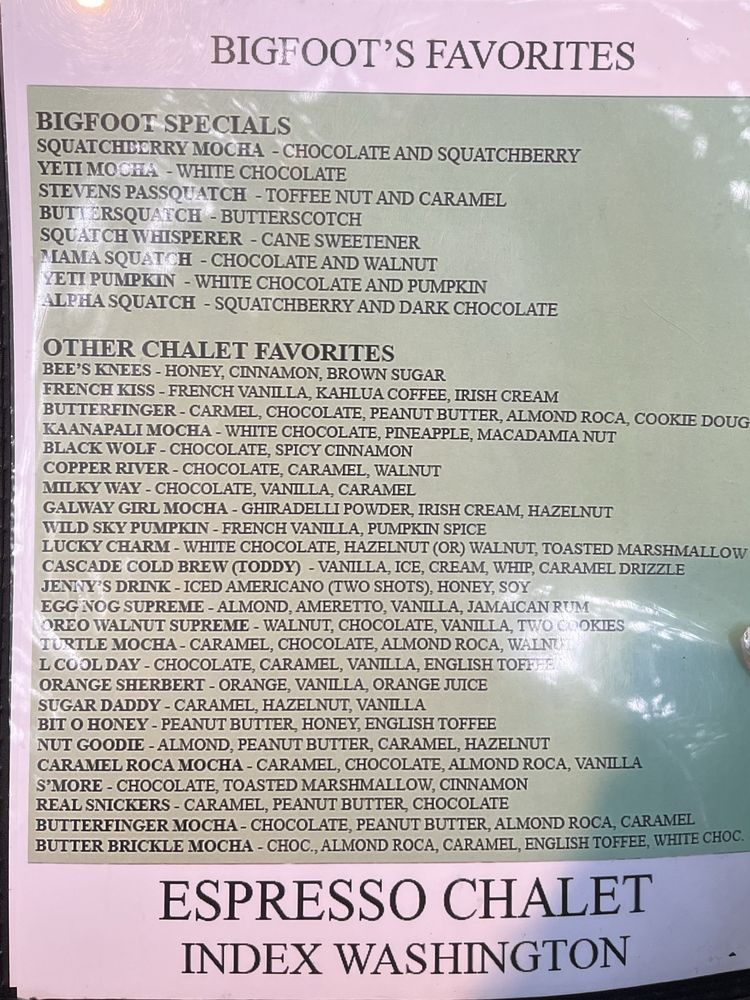 BIGFOOT'S FAVORITES
BIGFOOT SPECIALS
SQUATCHBERRY MOCHA - CHOCOLATE AND SQUATCHBERRY
YETI MOCHA - WHITE CHOCOLATE
STEVENS PASSQUATCH - TOFFEE NUT AND CARAMEL
BUTTERSQUATCH - BUTTERSCOTCH
SQUATCH WHISPERER - CANE SWEETENER
MAMA SQUATCH - CHOCOLATE AND WALNUT
YETI PUMPKIN - WHITE CHOCOLATE AND PUMPKIN
ALPHA SQUATCH - SQUATCHBERRY AND DARK CHOCOLATE
OTHER CHALET FAVORITES
BEE'S KNEES - HONEY, CINNAMON, BROWN SUGAR
FRENCH KISS - FRENCH VANILLA, KAHLUA COFFEE, IRISH CREAM
BUTTERFINGER - CARMEL, CHOCOLATE, PEANUT BUTTER, ALMOND ROCA, COOKIE DOUG
KAANAPALI MOCHA - WHITE CHOCOLATE, PINEAPPLE, MACADAMIA NUT
BLACK WOLF - CHOCOLATE, SPICY CINNAMON
COPPER RIVER - CHOCOLATE, CARAMEL, WALNUT
MILKY WAY - CHOCOLATE, VANILLA, CARAMEL
GALWAY GIRL MOCHA - GHIRADELLI POWDER, IRISH CREAM, HAZELNUT
WILD SKY PUMPKIN - FRENCH VANILLA, PUMPKIN SPICE
LUCKY CHARM - WHITE CHOCOLATE, HAZELNUT (OR) WALNUT, TOASTED MARSHMALLOW
CASCADE COLD BREW (TODDY) - VANILLA, ICE, CREAM, WHIP, CARAMEL DRIZZLE
JENNY'S DRINK - ICED AMERICANO (TWO SHOTS), HONEY, SOY
EGG NOG SUPREME - ALMOND, AMERETTO, VANILLA, JAMAICAN RUM
OREO WALNUT SUPREME - WALNUT, CHOCOLATE, VANILLA, TWO COOKIES
TURTLE MOCHA - CARAMEL, CHOCOLATE, ALMOND ROCA, WALNUT
L COOL DAY - CHOCOLATE, CARAMEL, VANILLA, ENGLISH TOFFEE
ORANGE SHERBERT - ORANGE, VANILLA, ORANGE JUICE
SUGAR DADDY - CARAMEL, HAZELNUT, VANILLA
BIT O HONEY - PEANUT BUTTER, HONEY, ENGLISH TOFFEE
NUT GOODIE - ALMOND, PEANUT BUTTER, CARAMEL, HAZELNUT
CARAMEL ROCA MOCHA - CARAMEL, CHOCOLATE, ALMOND ROCA, VANILLA
S'MORE - CHOCOLATE, TOASTED MARSHMALLOW, CINNAMON
REAL SNICKERS - CARAMEL, PEANUT BUTTER, CHOCOLATE
BUTTERFINGER MOCHA - CHOCOLATE, PEANUT BUTTER, ALMOND ROCA, CARAMEL
BUTTER BRICKLE MOCHA - CHOC., ALMOND ROCA, CARAMEL, ENGLISH TOFFEE, WHITE CHOC.
ESPRESSO CHALET
INDEX WASHINGTON